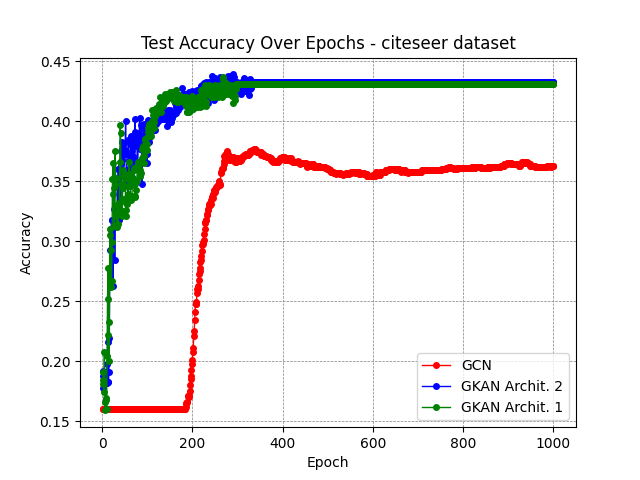 Test Accuracy Over Epochs - citeseer dataset
0.45
0.40
0.35
0.30
0.25
0.20
0.15
Accuracy
0
200
400
600
800
1000
Epoch
GCN
GKAN Archit. 2
GKAN Archit. 1